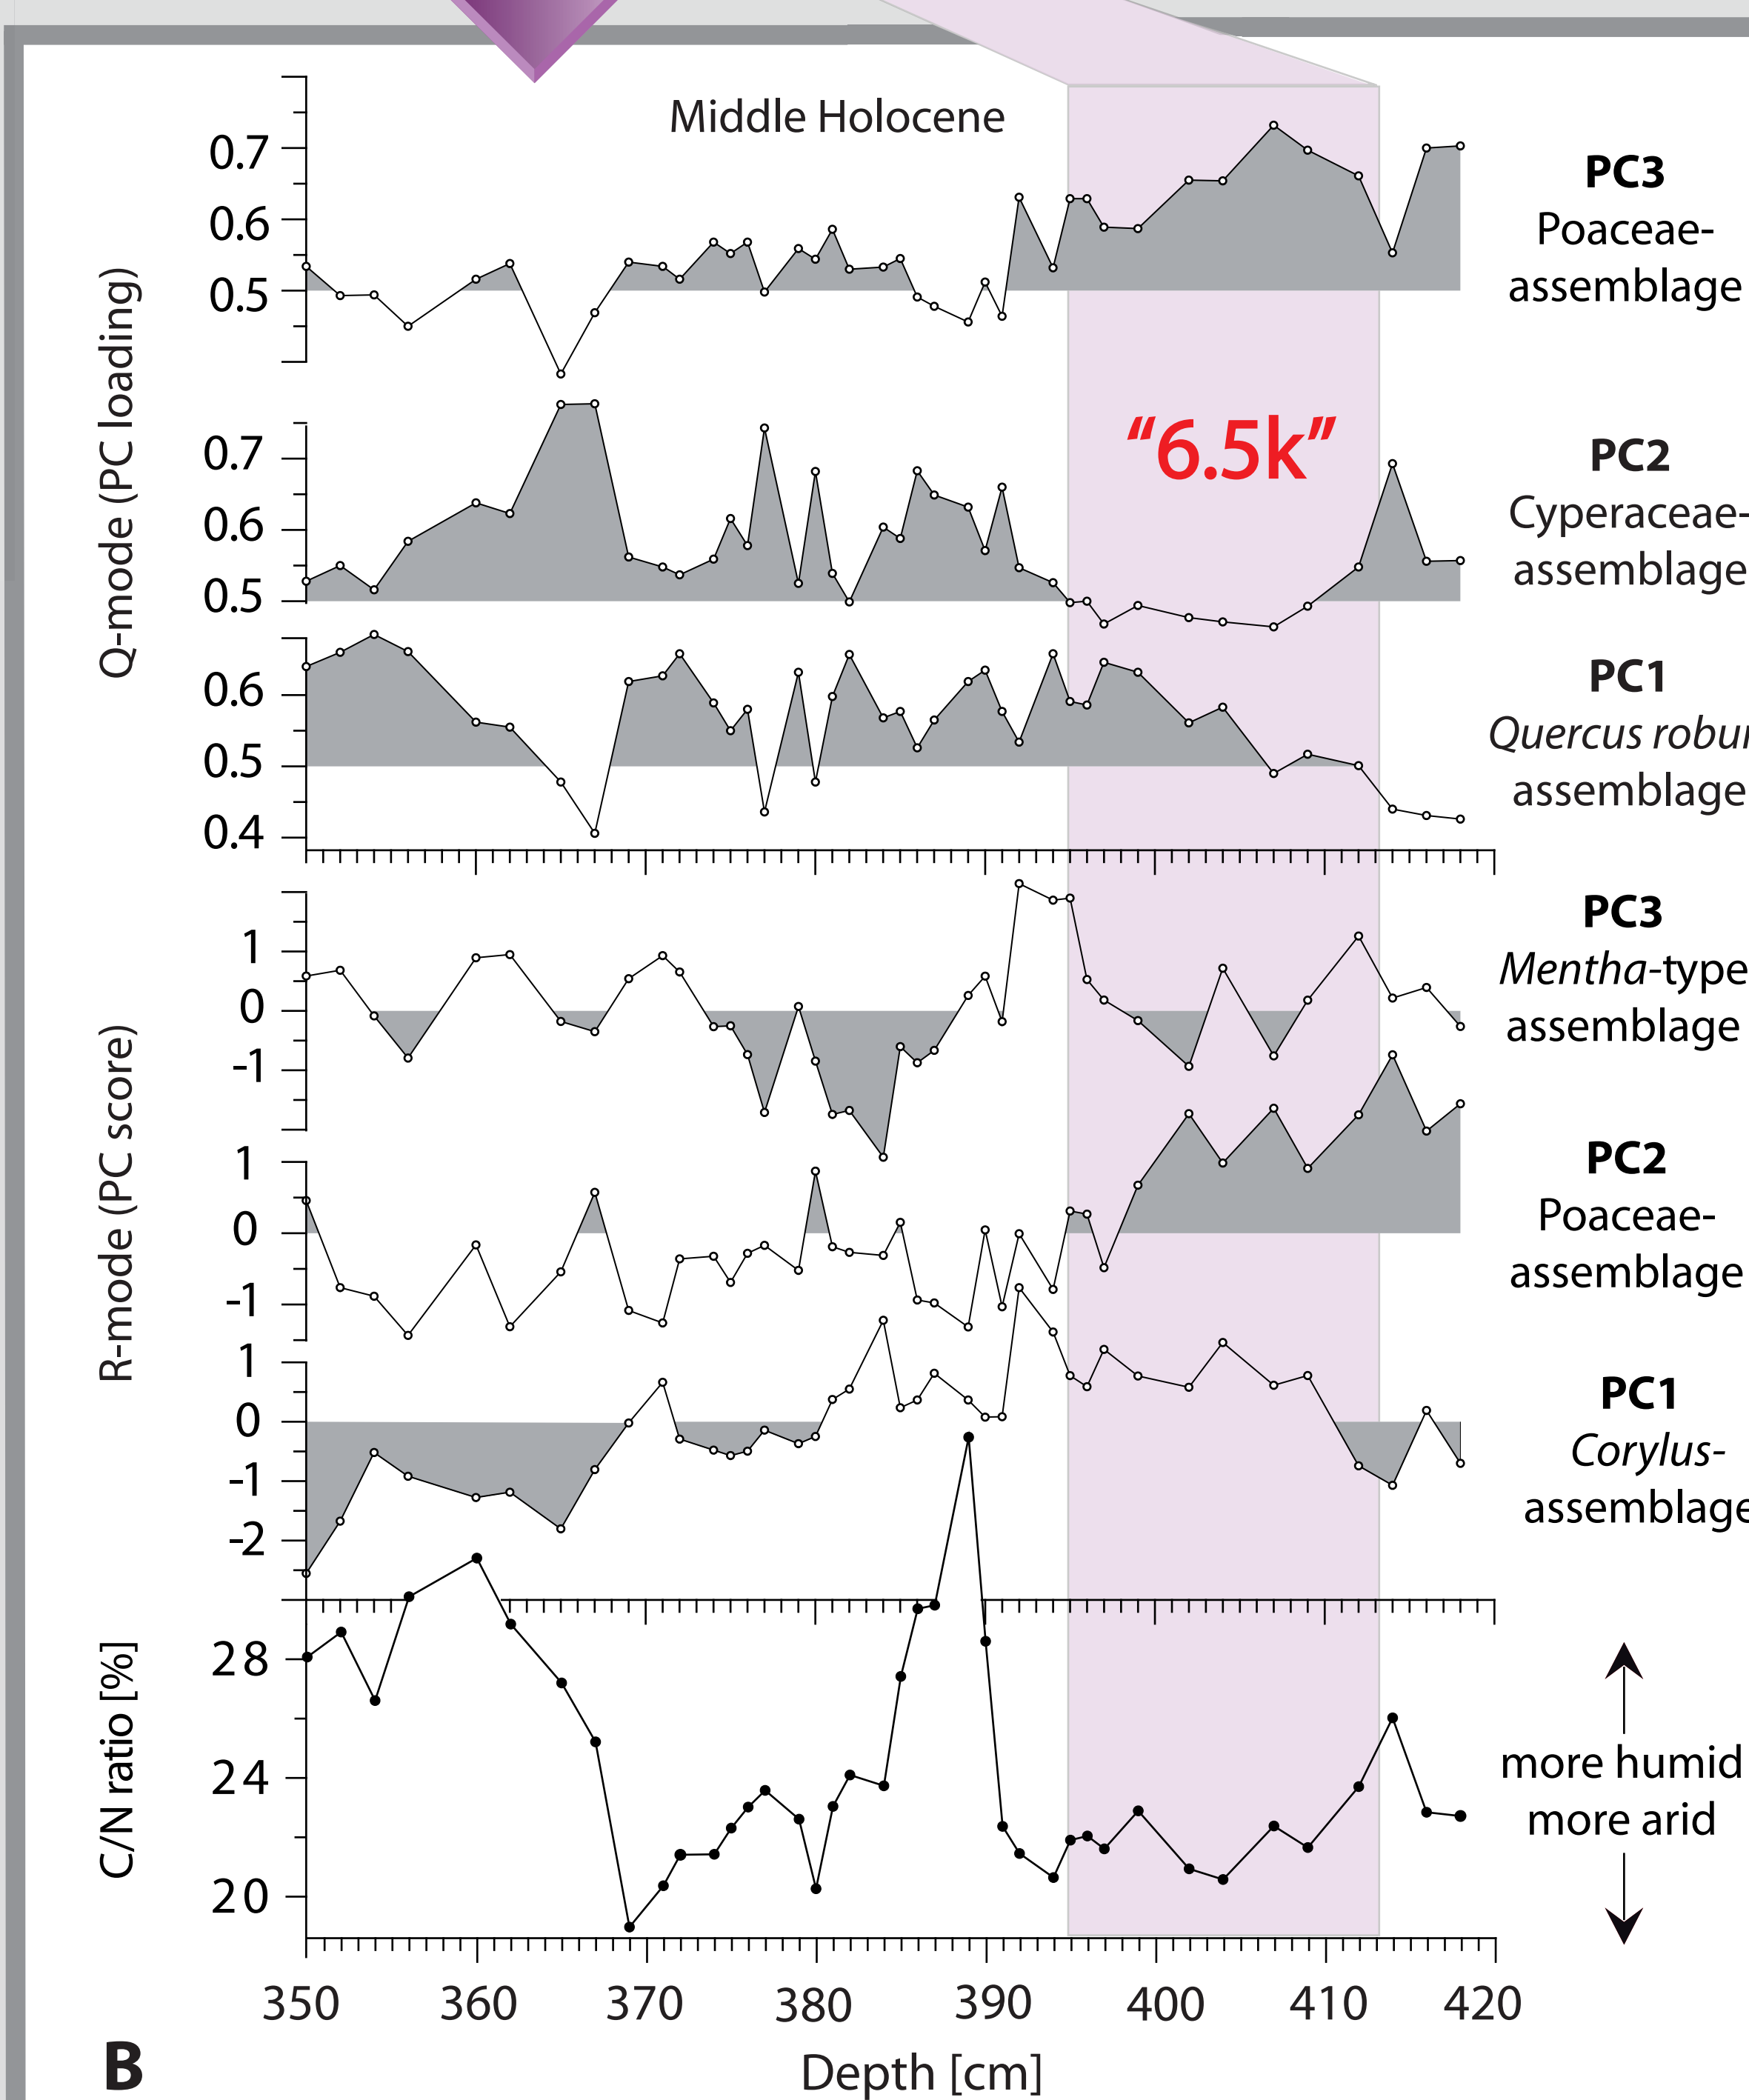 Middle Holocene
Q-mode (PC loading)
0.7
0.6
0.5
PC3
Poaceae-
assemblage
"6.5k"
0.7
0.6
0.5
PC2
Cyperaceae-
assemblage
0.6
0.5
0.4
PC1
Quercus robur
assemblage
R-mode (PC score)
1
0
-1
PC3
Mentha-type
assemblage
1
0
-1
PC2
Poaceae-
assemblage
1
0
-1
-2
PC1
Corylus-
assemblage
C/N ratio [%]
28
24
20
more humid
more arid
350 360 370 380 390 400 410 420
Depth [cm]
B